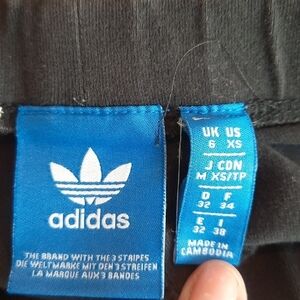 adidas
THE BRAND WITH THE 3 STRIPES
DIE WELTMARKE MIT DEN 3 STREIFEN
LA MARQUE AUX 3 BANDES
UK US
6 XS
J CDN
M XS/TP
D F
32 34
E I
32 38
MADE IN
CAMBODIA